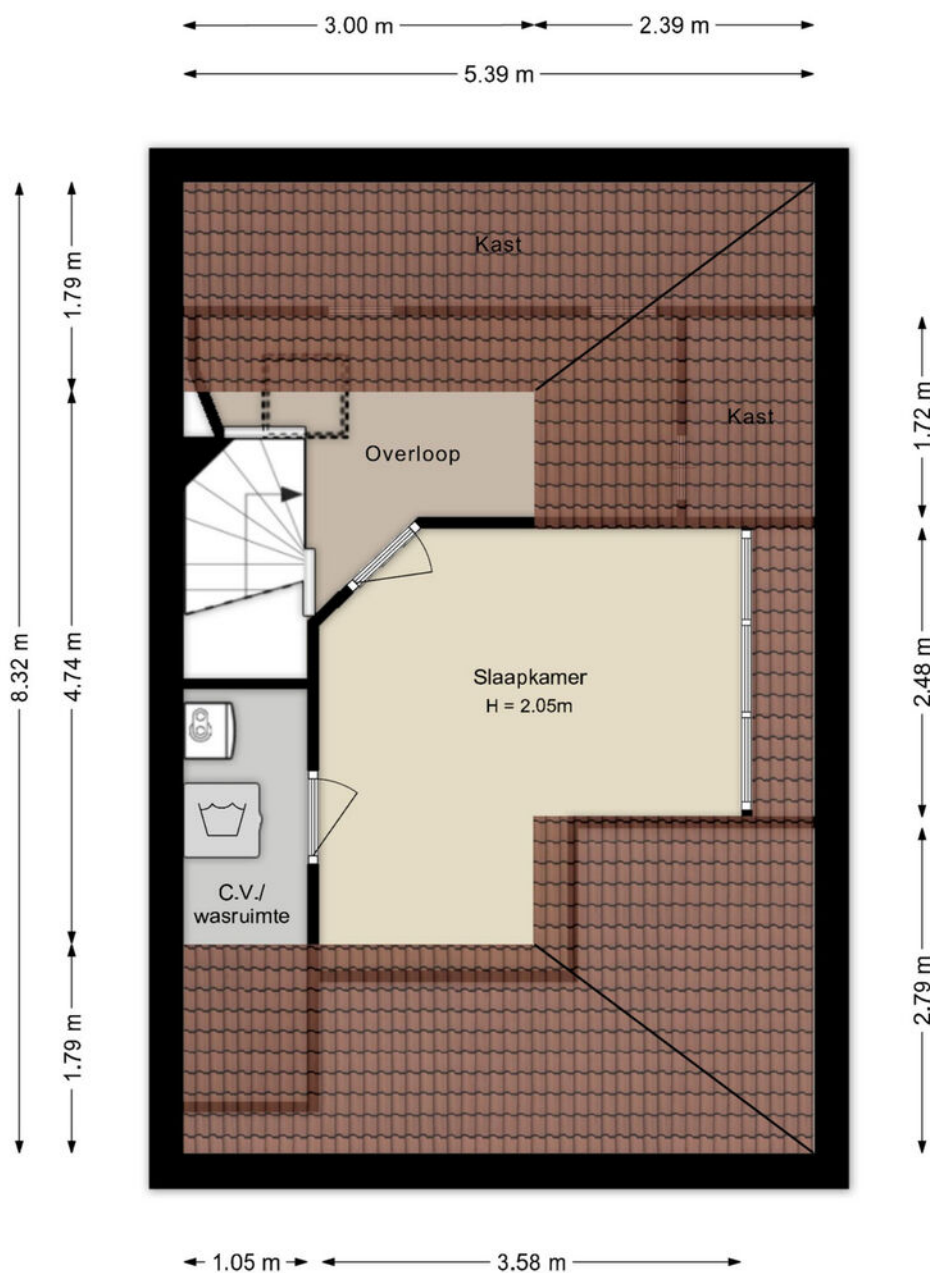 3.00 m
2.39 m
5.39 m
Kast
1.79 m
1.72 m
Kast
Overloop
8.32 m
4.74 m
Slaapkamer
H = 2.05m
2.48 m
C.V./
wasruimte
2.79 m
1.79 m
1.05 m
3.58 m